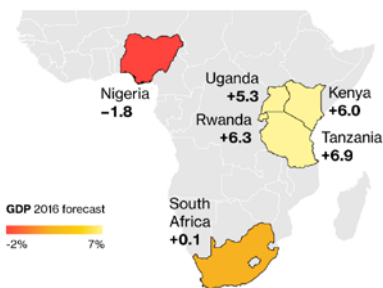 Nigeria
−1.8
Uganda
+5.3
Rwanda
+6.3
Kenya
+6.0
Tanzania
+6.9
South
Africa
+0.1
GDP 2016 forecast
-2% 7%